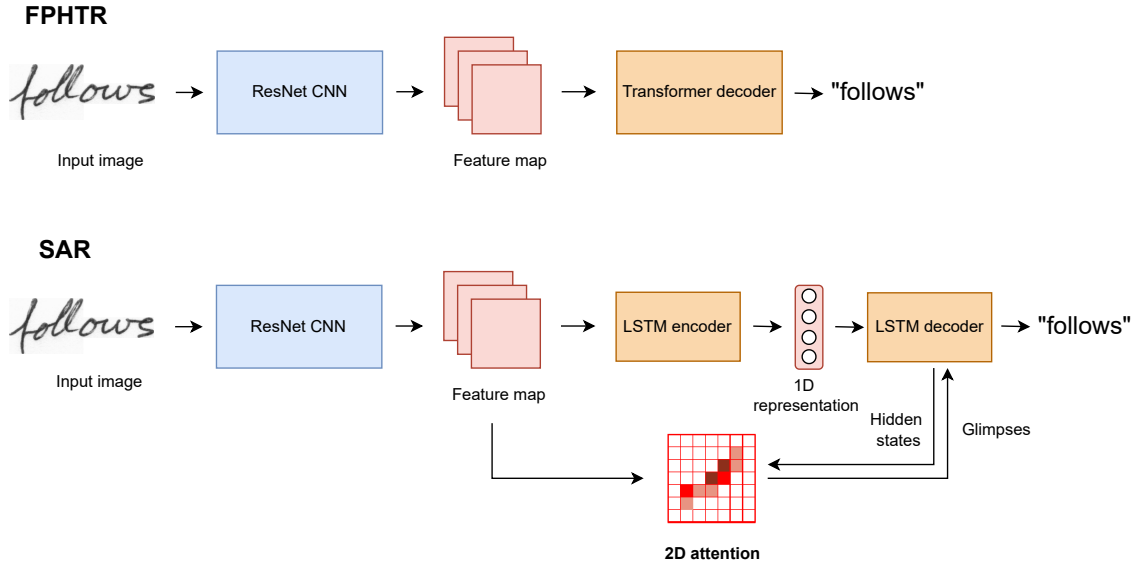 FPHTR
follows
ResNet CNN
Transformer decoder
"follows"
Input image
Feature map
SAR
follows
ResNet CNN
LSTM encoder
LSTM decoder
"follows"
Input image
Feature map
1D
representation
Hidden
states
Glimpses
2D attention